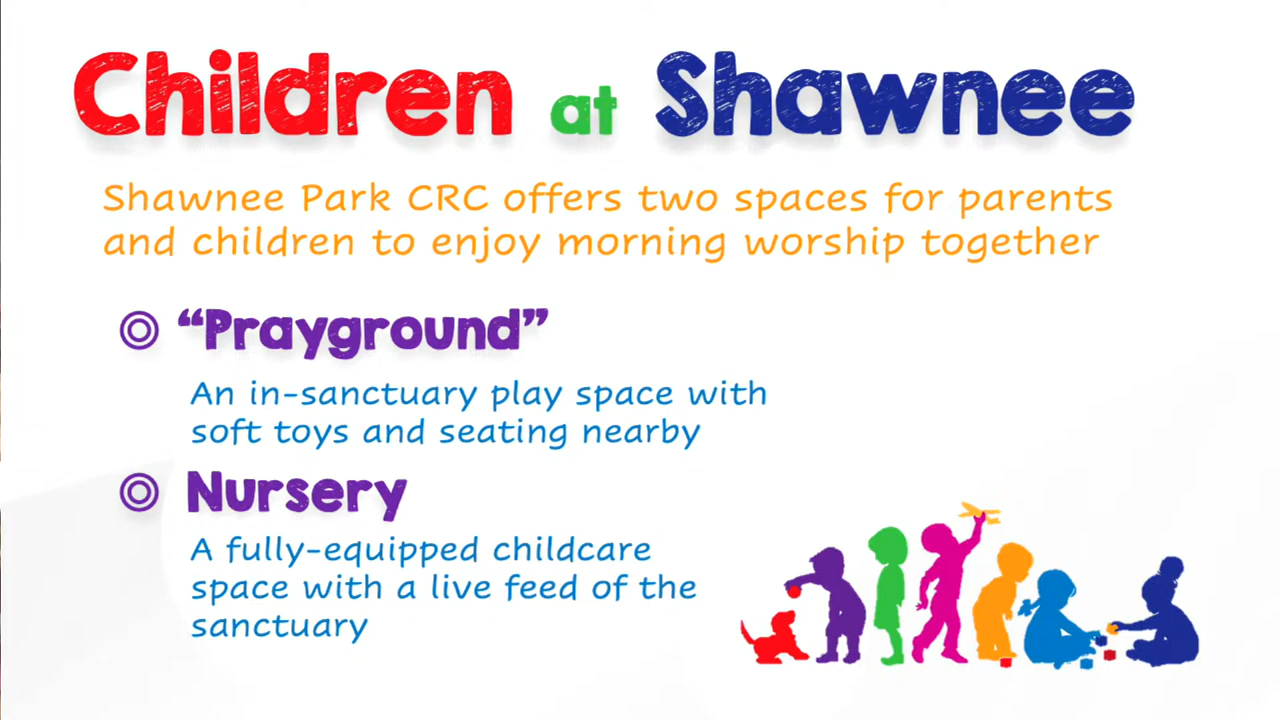 Children at Shawnee
Shawnee Park CRC offers two spaces for parents
and children to enjoy morning worship together
"Prayground"
An in-sanctuary play space with
soft toys and seating nearby
Nursery
A fully-equipped childcare
space with a live feed of the
sanctuary